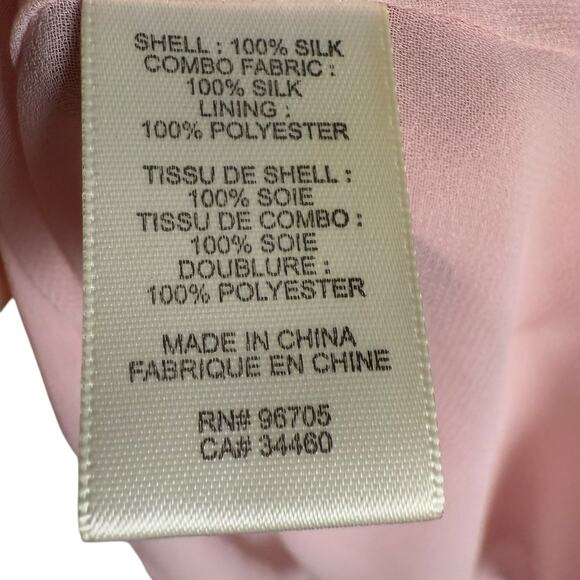 SHELL : 100% SILK
COMBO FABRIC :
100% SILK
LINING :
100% POLYESTER
TISSU DE SHELL :
100% SOIE
TISSU DE COMBO :
100% SOIE
DOUBLURE :
100% POLYESTER
MADE IN CHINA
FABRIQUE EN CHINE
RN# 96705
CA# 34460